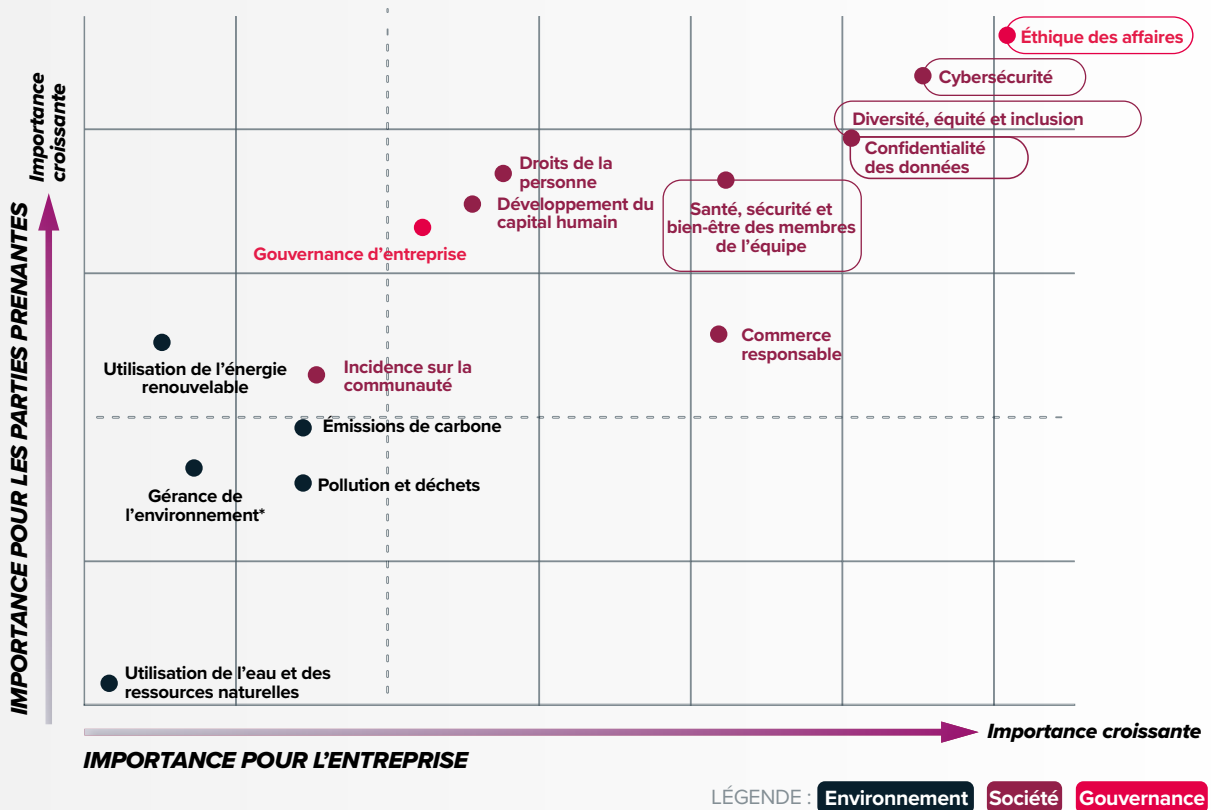 Importance
croissante
IMPORTANCE POUR LES PARTIES PRENANTES
Éthique des affaires
Cybersécurité
Diversité, équité et inclusion
Confidentialité
des données
Droits de la
personne
Développement du
capital humain
Santé, sécurité et
bien-être des membres
de l’équipe
Gouvernance d’entreprise
Commerce
responsable
Utilisation de l’énergie
renouvelable
Incidence sur la
communauté
Émissions de carbone
Pollution et déchets
Gérance de
l’environnement*
Utilisation de l’eau et des
ressources naturelles
Importance croissante
IMPORTANCE POUR L’ENTREPRISE
LÉGENDE : Environnement Société Gouvernance